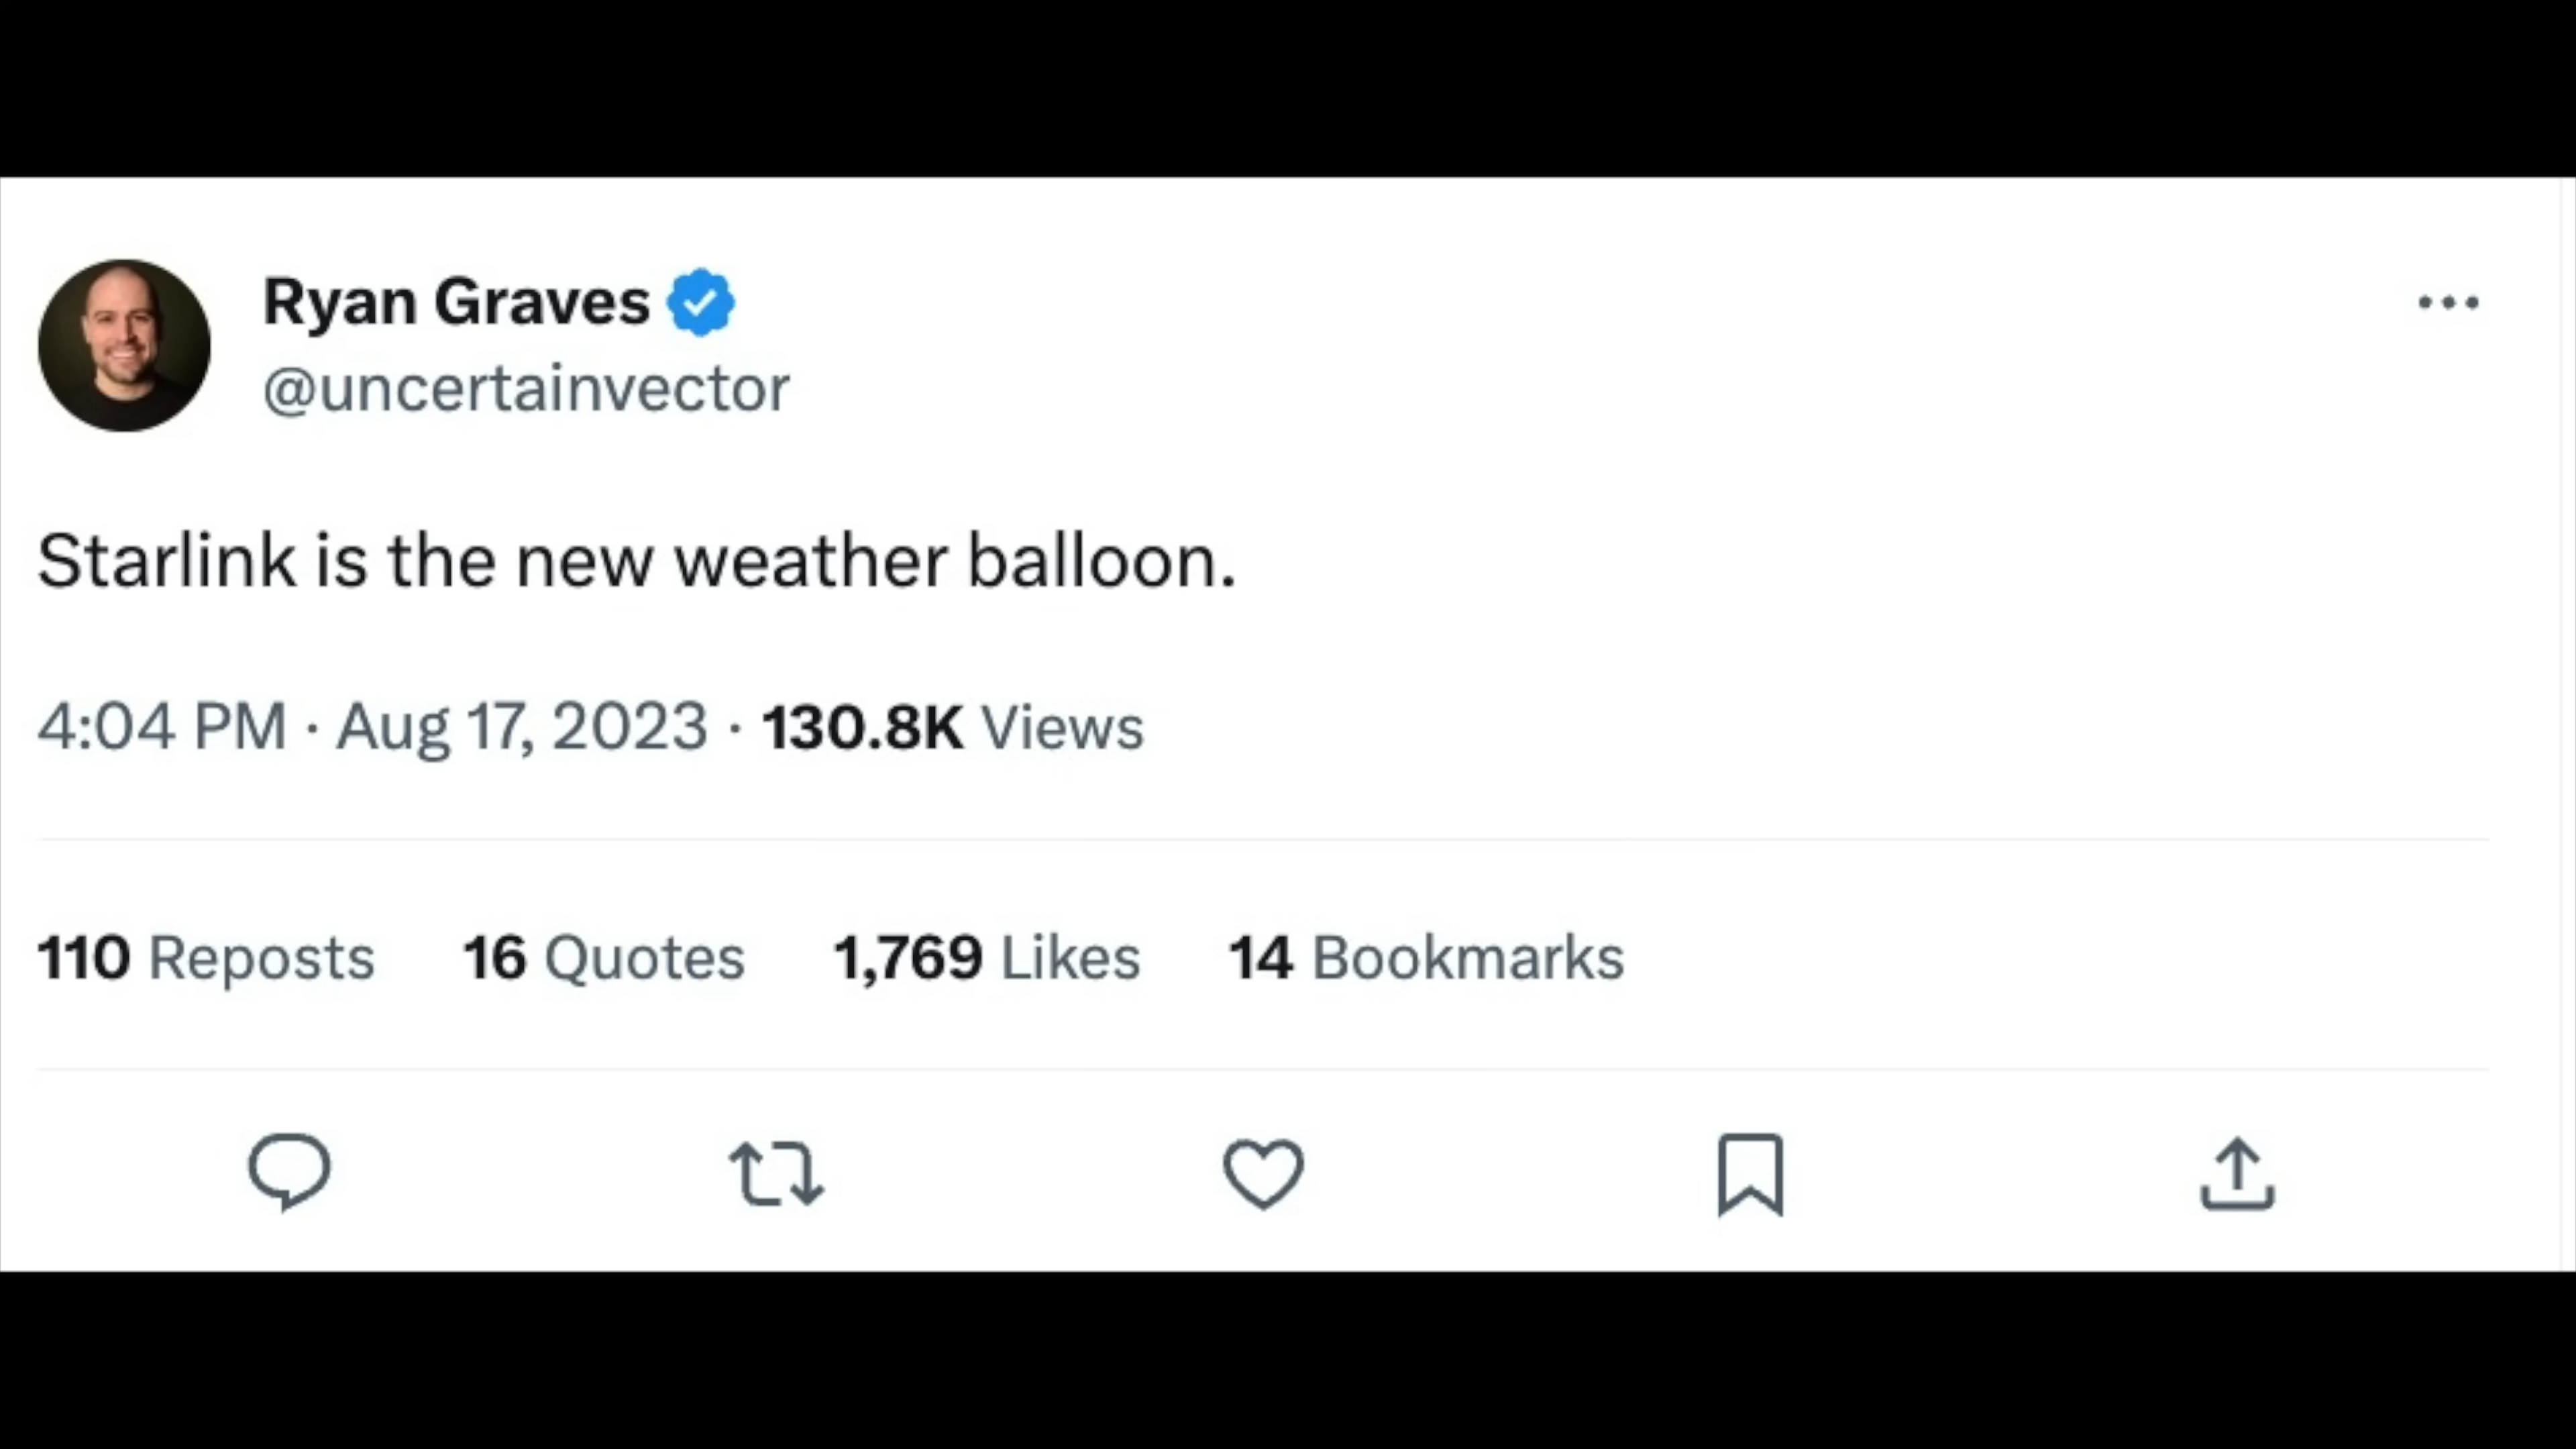 Ryan Graves
@uncertainvector
Starlink is the new weather balloon.
4:04 PM · Aug 17, 2023 · 130.8K Views
110 Reposts 16 Quotes 1,769 Likes 14 Bookmarks